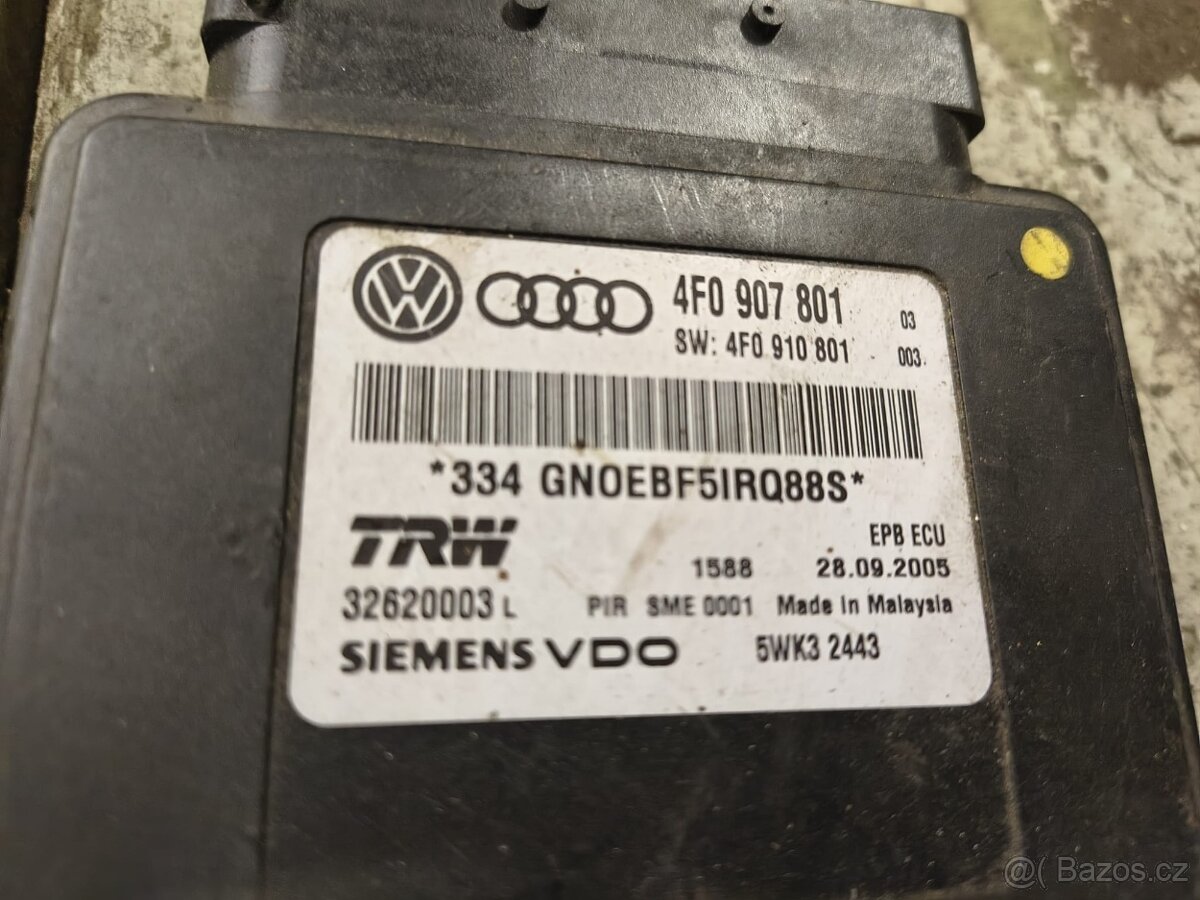 4F0 907 801 03
SW: 4F0 910 801 003
*334 GNOEBF5IRQ88S*
TRW EPB ECU
1588 28.09.2005
32620003 L PIR SME 0001 Made in Malaysia
SIEMENS VDO 5WK3 2443
@( Bazos.cz